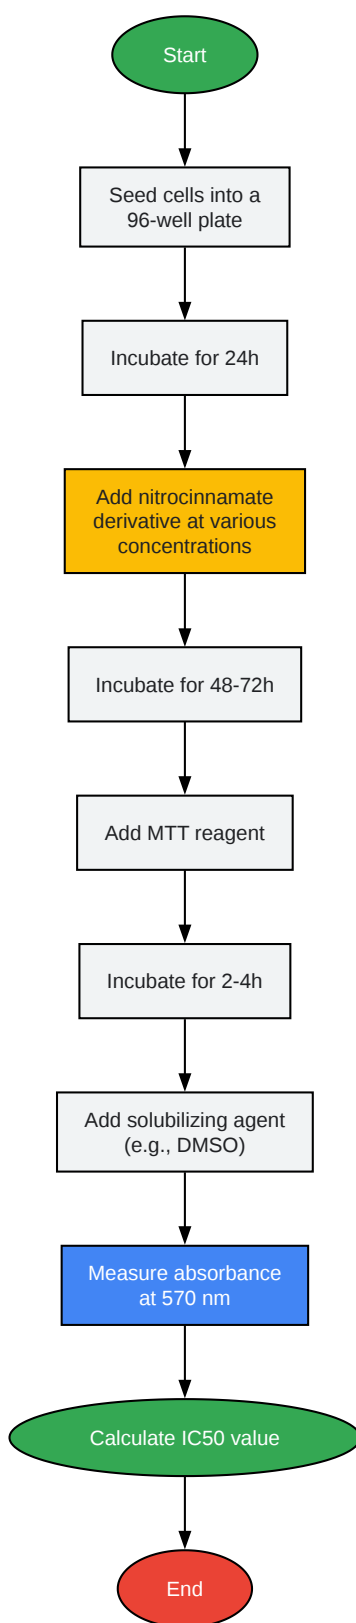 Start
Seed cells into a
96-well plate
Incubate for 24h
Add nitrocinnamate
derivative at various
concentrations
Incubate for 48-72h
Add MTT reagent
Incubate for 2-4h
Add solubilizing agent
(e.g., DMSO)
Measure absorbance
at 570 nm
Calculate IC50 value
End